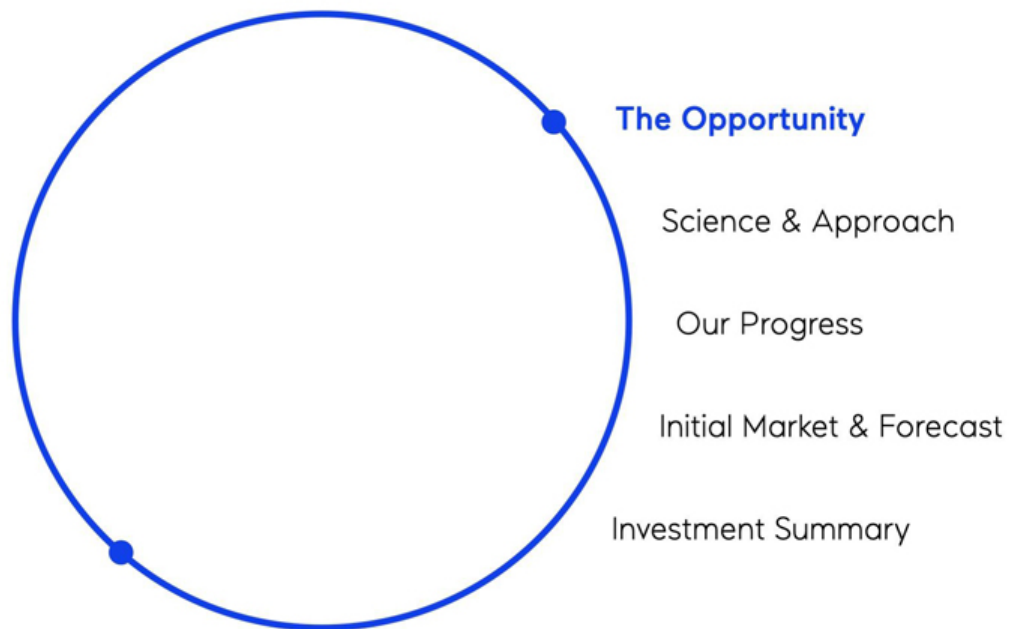 The Opportunity
Science & Approach
Our Progress
Initial Market & Forecast
Investment Summary